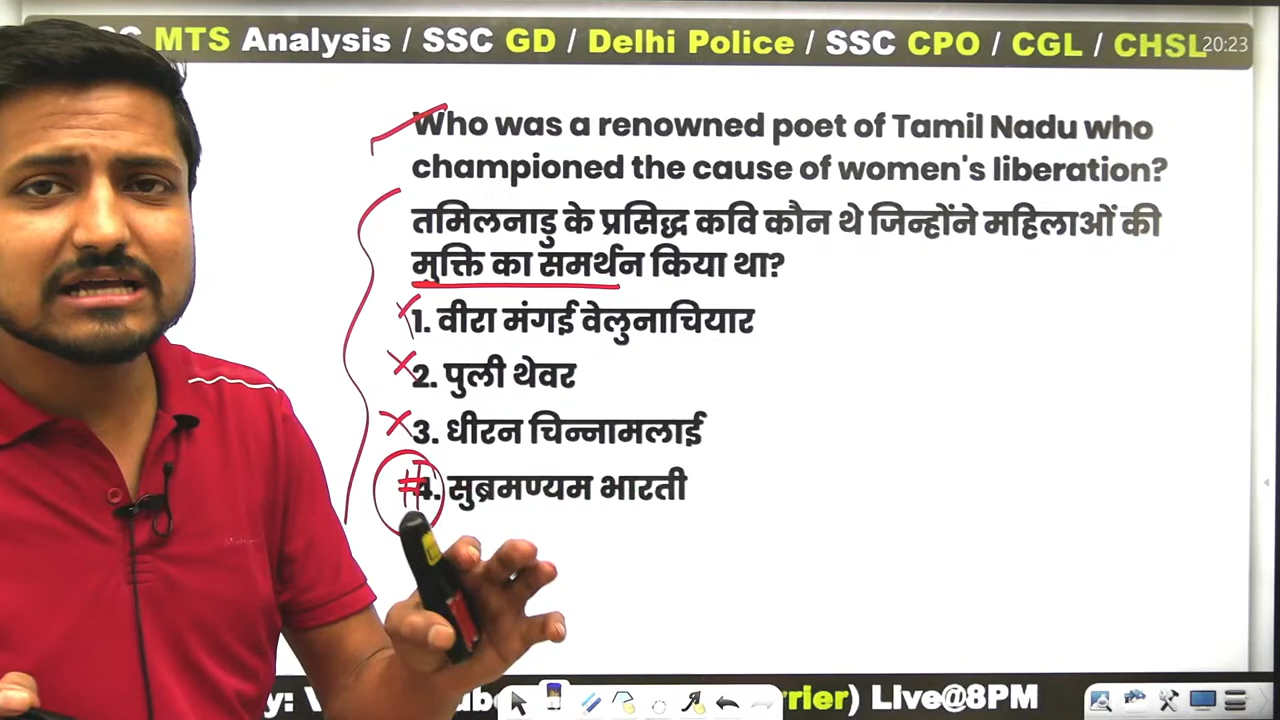 MTS Analysis / SSC GD / Delhi Police / SSC CPO / CGL / CHSL
20:23
Who was a renowned poet of Tamil Nadu who
championed the cause of women's liberation?
तमिलनाडु के प्रसिद्ध कवि कौन थे जिन्होंने महिलाओं की
मुक्ति का समर्थन किया था?
1. वीरा मंगई वेलुनाचियार
2. पुली थेवर
3. धीरन चिन्नामलाई
4. सुब्रमण्यम भारती
Live@8PM